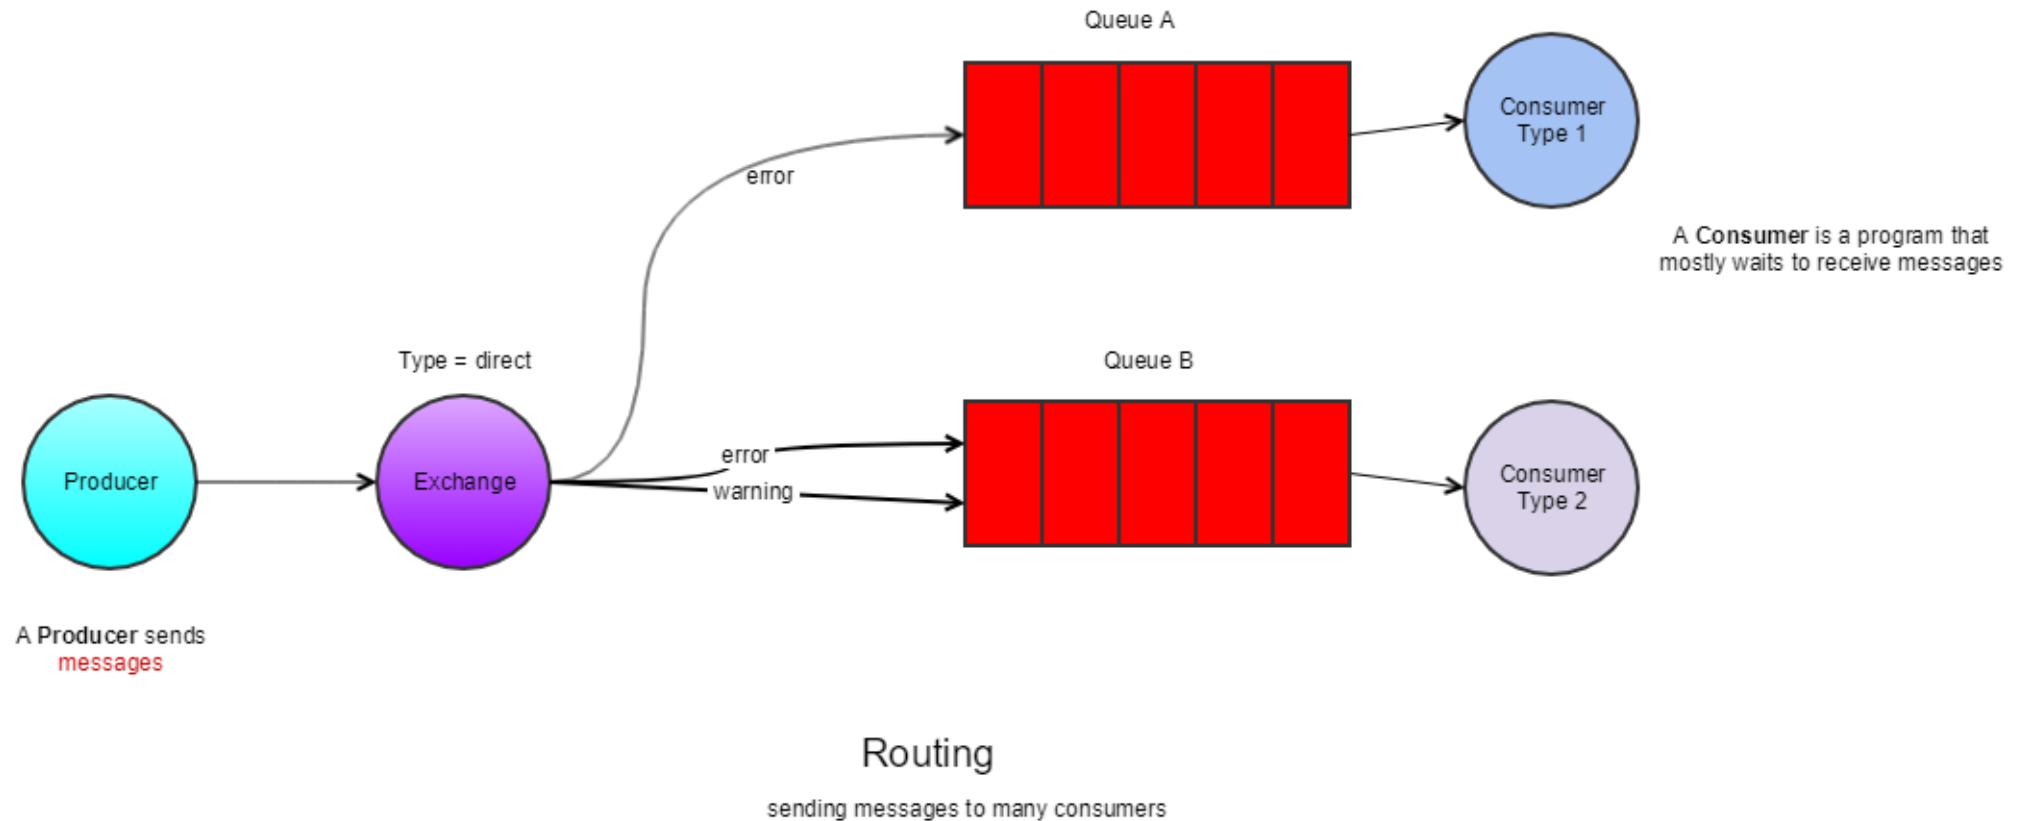 Queue A
Consumer
Type 1
error
A Consumer is a program that
mostly waits to receive messages
Type = direct
Queue B
Producer
Exchange
error
warning
Consumer
Type 2
A Producer sends
messages
Routing
sending messages to many consumers